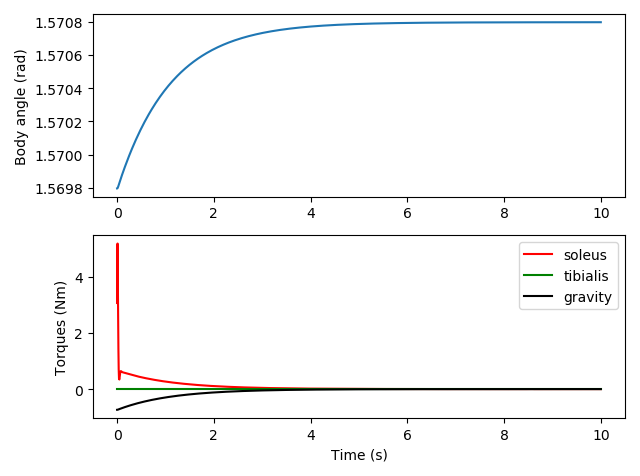 Body angle (rad)
1.5708
1.5706
1.5704
1.5702
1.5700
1.5698
0 2 4 6 8 10
Torques (Nm)
4
2
0
soleus
tibialis
gravity
0 2 4 6 8 10
Time (s)